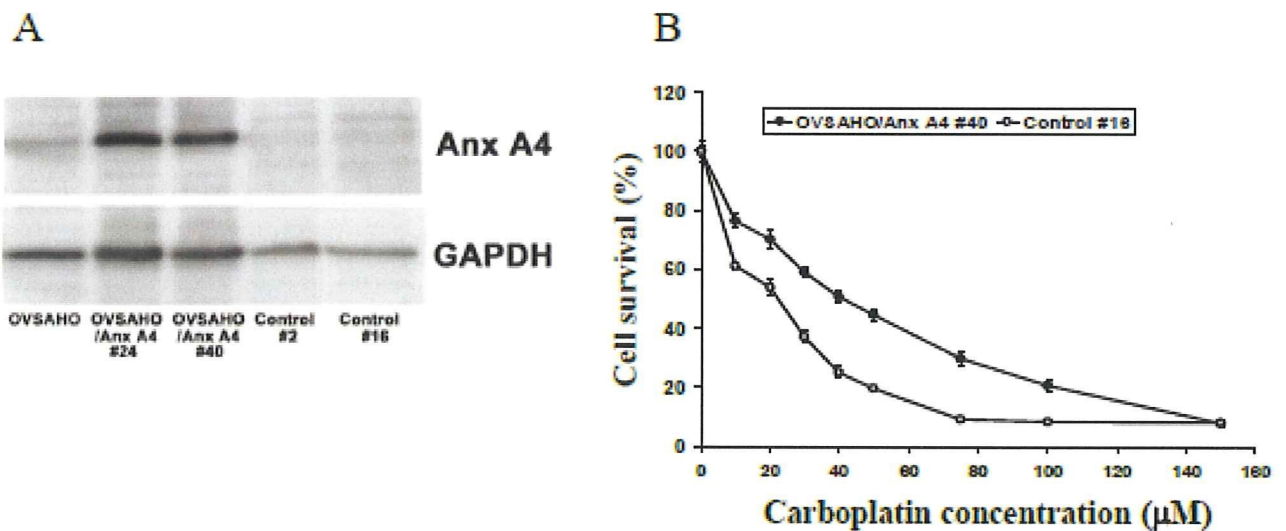 A
Anx A4
GAPDH
OVSAHO
OVSAHO
/Anx A4
#24
OVSAHO
/Anx A4
#40
Control
#2
Control
#16
B
OVSAHO/Anx A4 #40
Control #16
Cell survival (%)
120
100
80
60
40
20
0
0
20
40
60
80
100
120
140
160
Carboplatin concentration (μM)